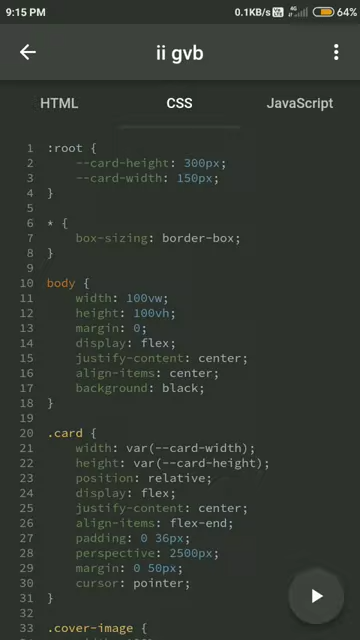 9:15 PM 0.1KB/s 4G 64%
ii gvb
HTML CSS JavaScript
1 :root {
2 --card-height: 300px;
3 --card-width: 150px;
4 }
5
6 * {
7 box-sizing: border-box;
8 }
9
10 body {
11 width: 100vw;
12 height: 100vh;
13 margin: 0;
14 display: flex;
15 justify-content: center;
16 align-items: center;
17 background: black;
18 }
19
20 .card {
21 width: var(--card-width);
22 height: var(--card-height);
23 position: relative;
24 display: flex;
25 justify-content: center;
26 align-items: flex-end;
27 padding: 0 36px;
28 perspective: 2500px;
29 margin: 0 50px;
30 cursor: pointer;
31 }
32
33 .cover-image {